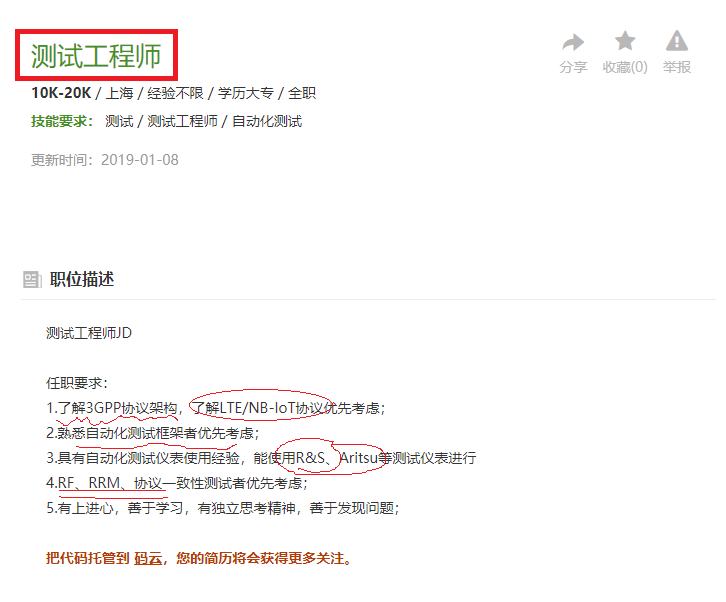 测试工程师
分享 收藏(0) 举报
10K-20K / 上海 / 经验不限 / 学历大专 / 全职
技能要求： 测试 / 测试工程师 / 自动化测试
更新时间：2019-01-08
职位描述
测试工程师JD
任职要求：
1.了解3GPP协议架构，了解LTE/NB-IoT协议优先考虑；
2.熟悉自动化测试框架者优先考虑；
3.具有自动化测试仪表使用经验，能使用R&S、Aritsu等测试仪表进行
4.RF、RRM、协议一致性测试者优先考虑；
5.有上进心，善于学习，有独立思考精神，善于发现问题；
把代码托管到 码云，您的简历将会获得更多关注。